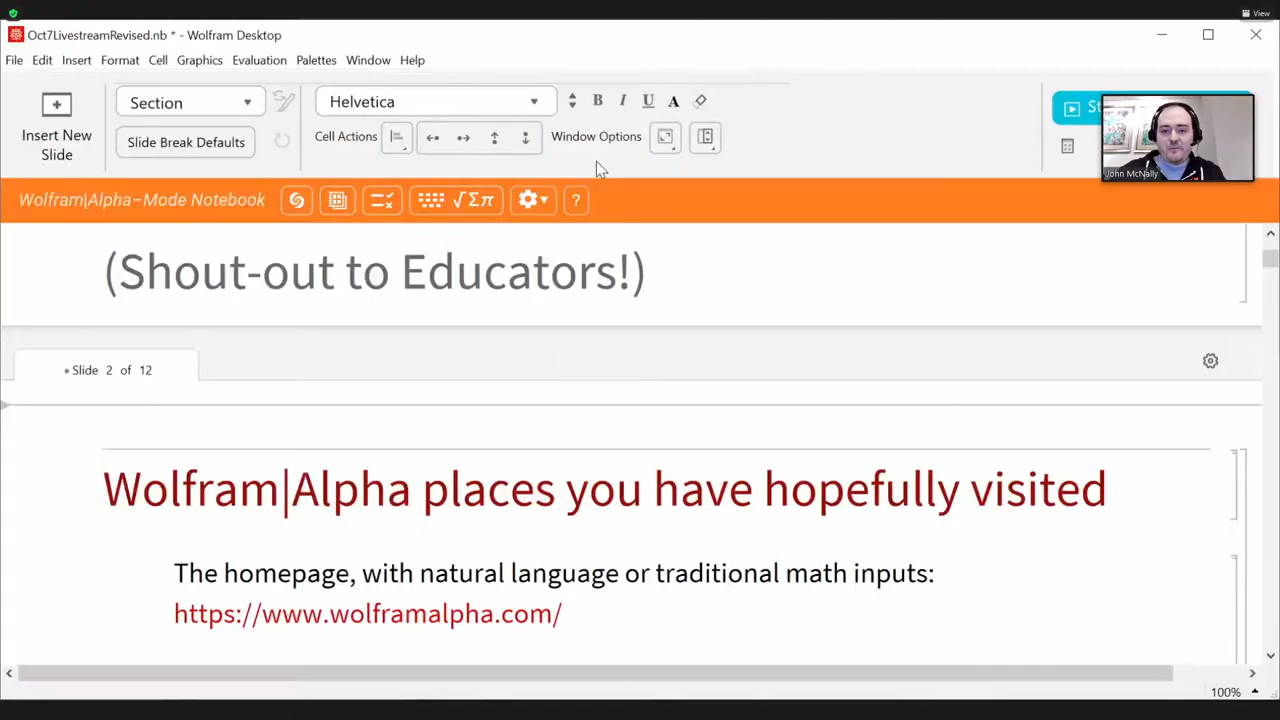 View
Oct7LivestreamRevised.nb * - Wolfram Desktop
File Edit Insert Format Cell Graphics Evaluation Palettes Window Help
Insert New Slide
Section
Helvetica
B I U A
Slide Break Defaults
Cell Actions
Window Options
St
John McNally
Wolfram|Alpha-Mode Notebook
√Σπ
?
(Shout-out to Educators!)
Slide 2 of 12
Wolfram|Alpha places you have hopefully visited
The homepage, with natural language or traditional math inputs:
https://www.wolframalpha.com/
100%